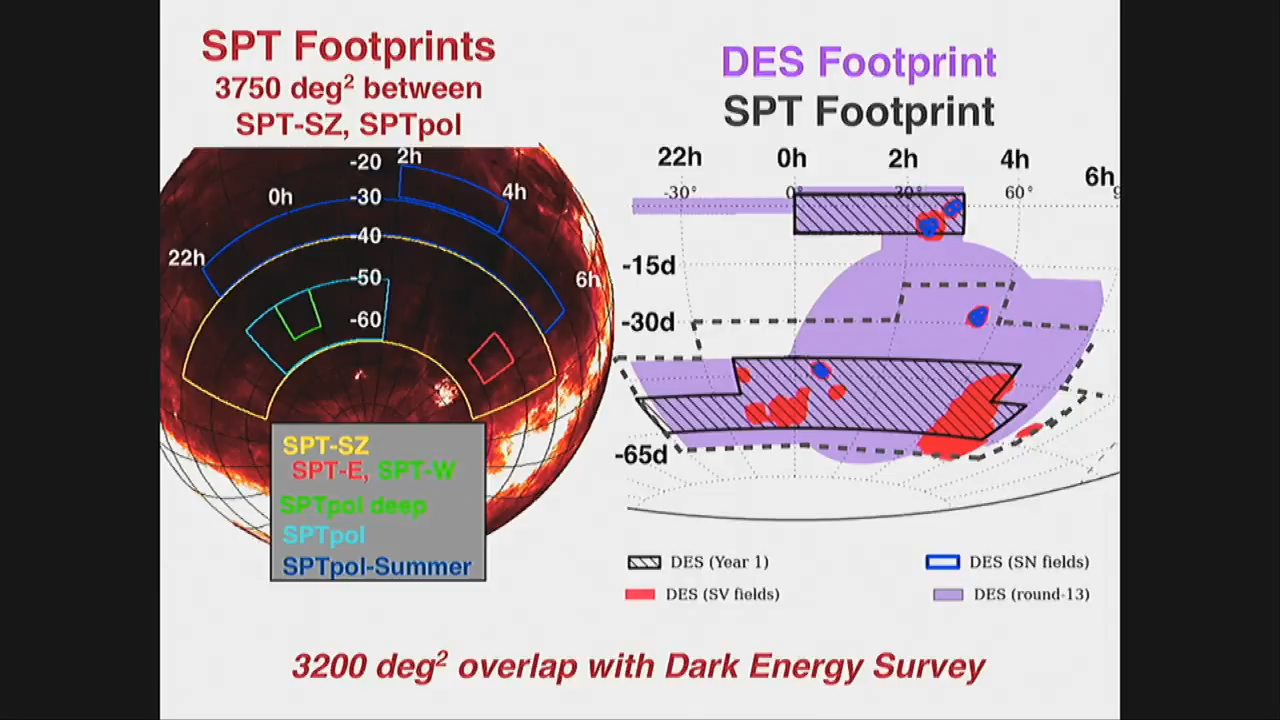 SPT Footprints
3750 deg² between
SPT-SZ, SPTpol
-20
2h
0h
-30
4h
-40
22h
-50
6h
-60
SPT-SZ
SPT-E, SPT-W
SPTpol deep
SPTpol
SPTpol-Summer
DES Footprint
SPT Footprint
22h
0h
2h
4h
6h
-30°
0°
30°
60°
-15d
-30d
-65d
DES (Year 1)
DES (SN fields)
DES (SV fields)
DES (round-13)
3200 deg² overlap with Dark Energy Survey